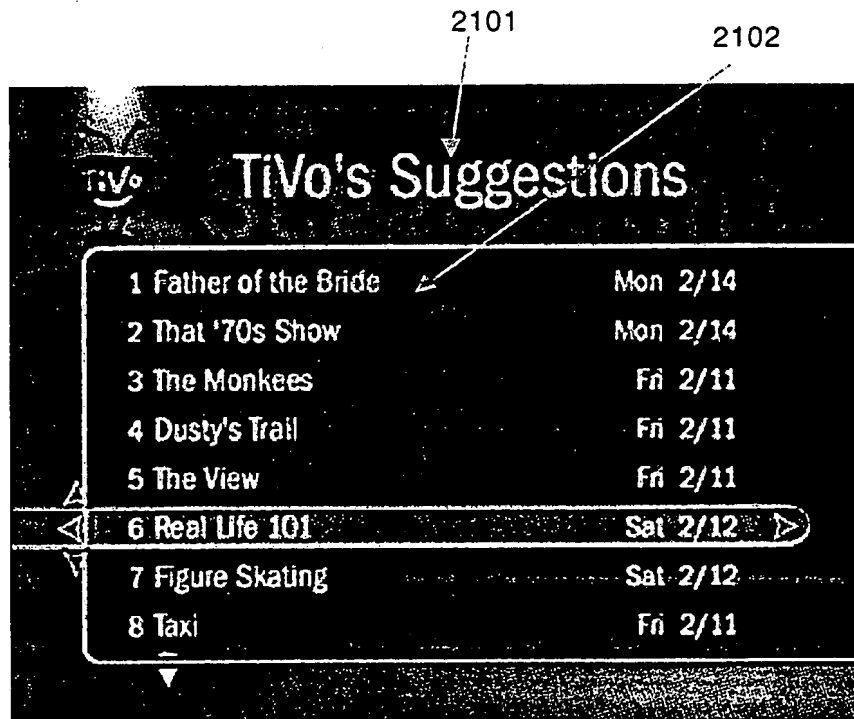 2101
2102
TiVo
TiVo's Suggestions
1 Father of the Bride Mon 2/14
2 That '70s Show Mon 2/14
3 The Monkees Fri 2/11
4 Dusty's Trail Fri 2/11
5 The View Fri 2/11
6 Real Life 101 Sat 2/12
7 Figure Skating Sat 2/12
8 Taxi Fri 2/11